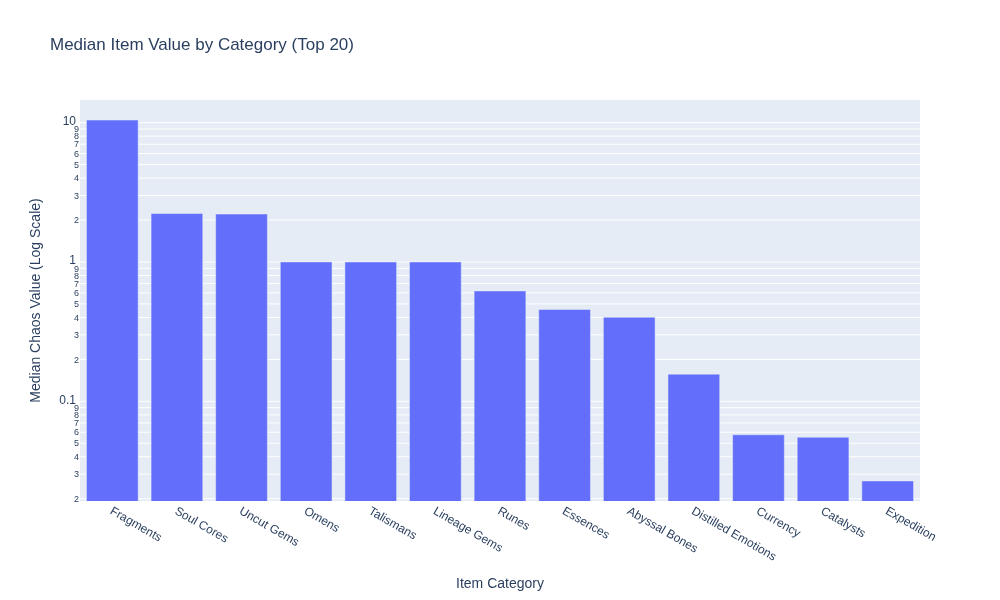 Median Item Value by Category (Top 20)
Median Chaos Value (Log Scale)
10
9
8
7
6
5
4
3
2
1
9
8
7
6
5
4
3
2
0.1
9
8
7
6
5
4
3
2
Fragments
Soul Cores
Uncut Gems
Omens
Talismans
Lineage Gems
Runes
Essences
Abyssal Bones
Distilled Emotions
Currency
Catalysts
Expedition
Item Category